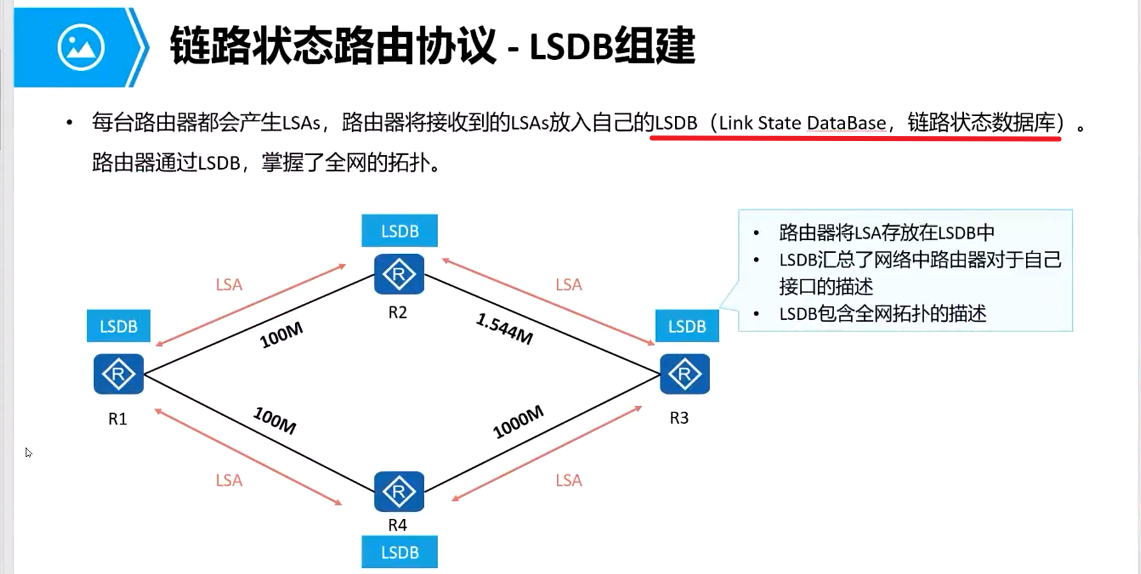 链路状态路由协议 - LSDB组建
• 每台路由器都会产生LSAs，路由器将接收到的LSAs放入自己的LSDB（Link State DataBase，链路状态数据库）。
路由器通过LSDB，掌握了全网的拓扑。
LSDB
R
R2
LSA
LSA
100M
1.544M
• 路由器将LSA存放在LSDB中
• LSDB汇总了网络中路由器对于自己
接口的描述
• LSDB包含全网拓扑的描述
LSDB
R
R1
LSDB
R
R3
100M
1000M
LSA
LSA
R
R4
LSDB